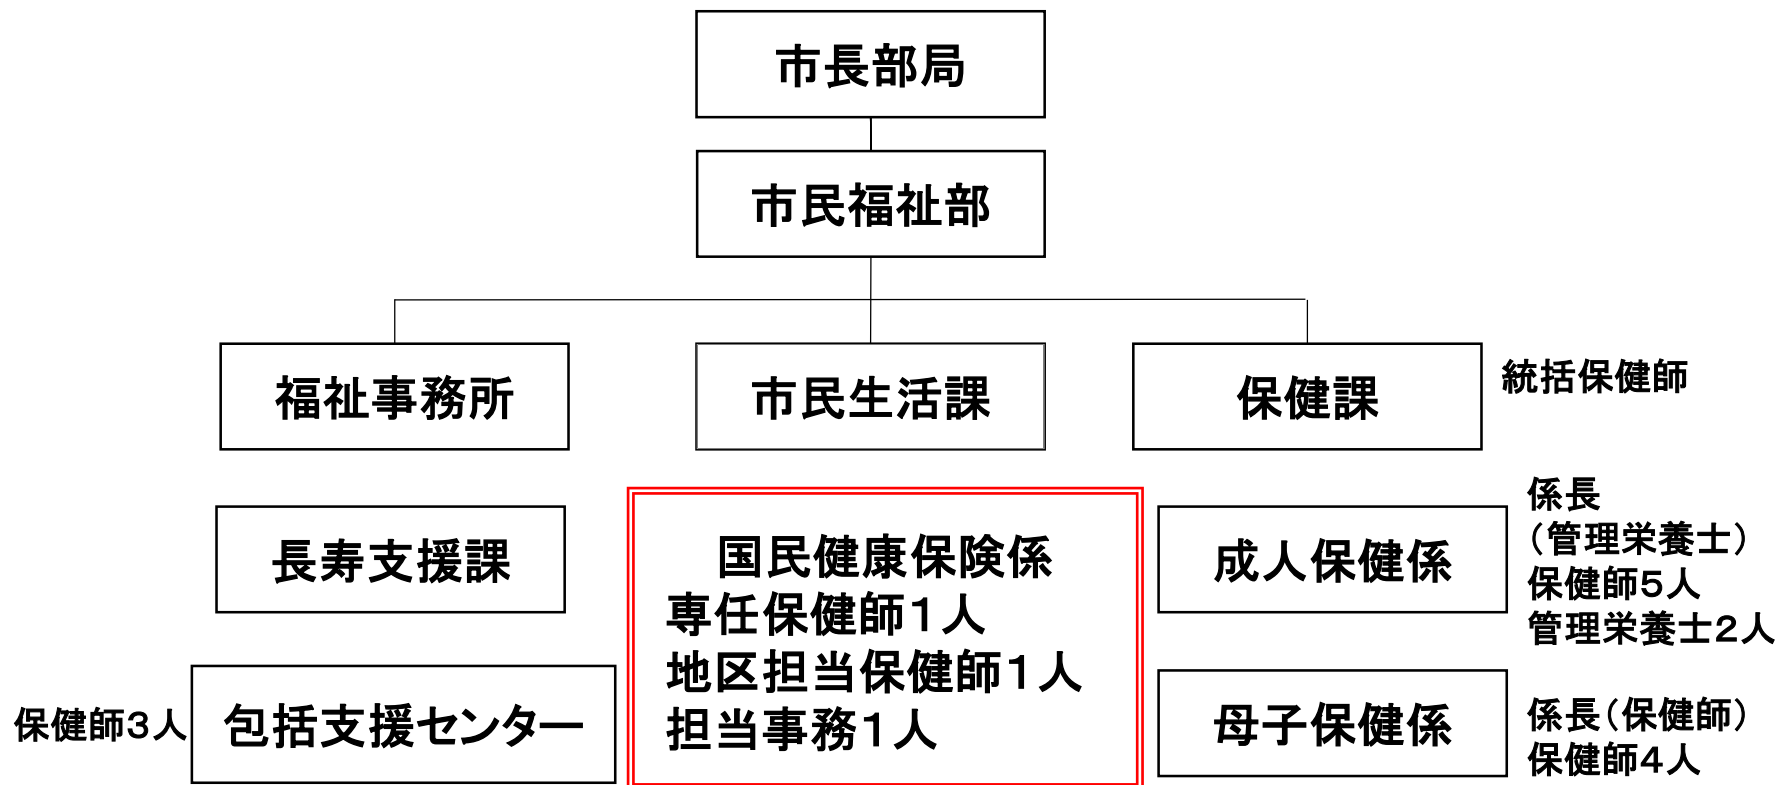 市長部局
市民福祉部
福祉事務所
市民生活課
保健課
統括保健師
長寿支援課
国民健康保険係
専任保健師１人
地区担当保健師１人
担当事務１人
成人保健係
係長
（管理栄養士）
保健師５人
管理栄養士２人
保健師３人
包括支援センター
母子保健係
係長（保健師）
保健師４人